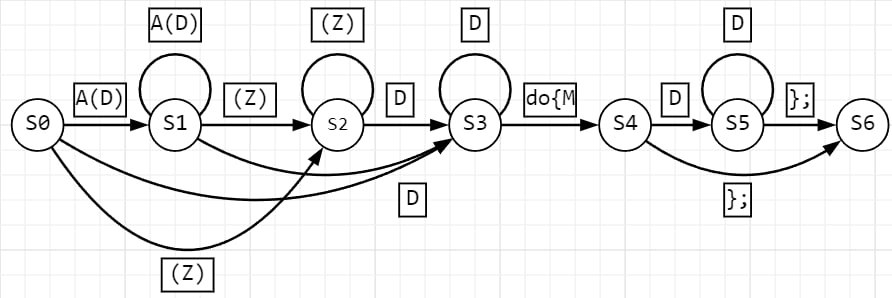 A(D) (Z) D D
A(D) (Z) D do{M D };
S0 S1 S2 S3 S4 S5 S6
D };
(Z)